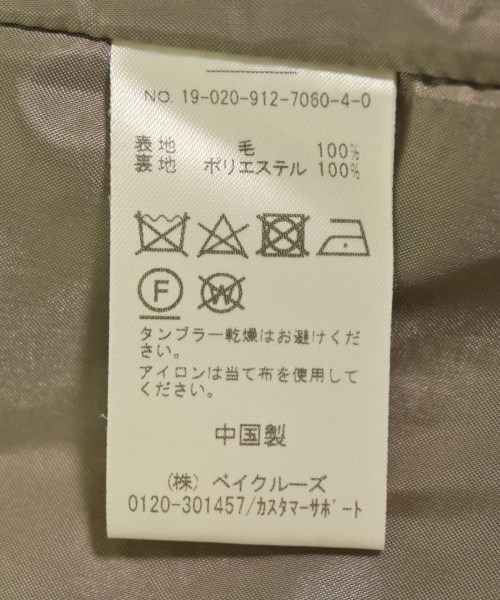 NO. 19-020-912-7060-4-0
表地 毛 100%
裏地 ポリエステル 100%
F
W
タンブラー乾燥はお避けくだ
さい。
アイロンは当て布を使用して
ください。
中国製
(株) ベイクルーズ
0120-301457/カスタマーサポート